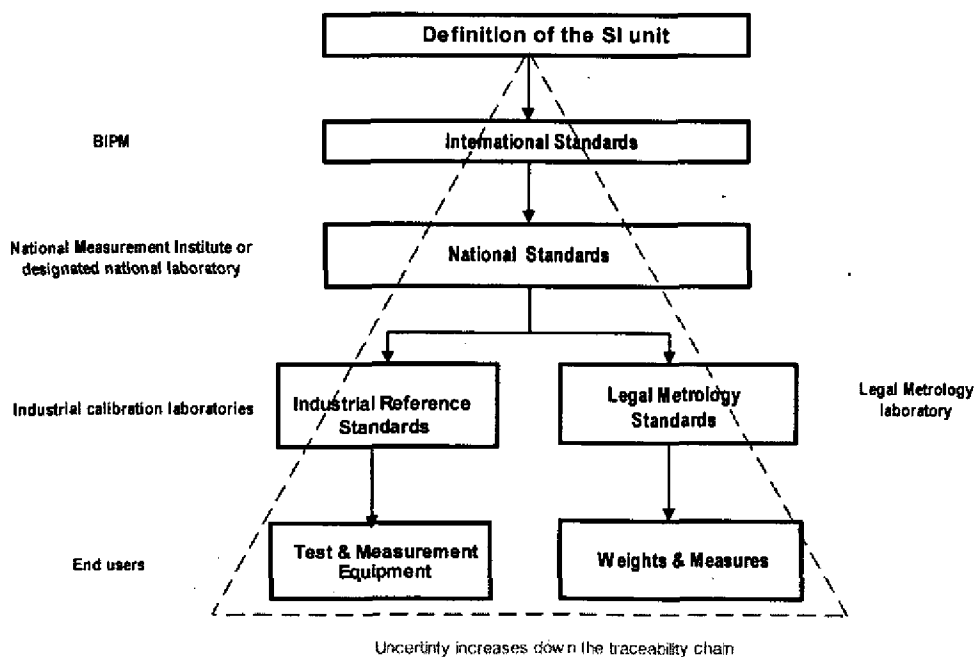 Definition of the SI unit
BIPM
International Standards
National Measurement Institute or
designated national laboratory
National Standards
Industrial calibration laboratories
Industrial Reference
Standards
Legal Metrology
Standards
Legal Metrology
laboratory
End users
Test & Measurement
Equipment
Weights & Measures
Uncertinty increases down the traceability chain